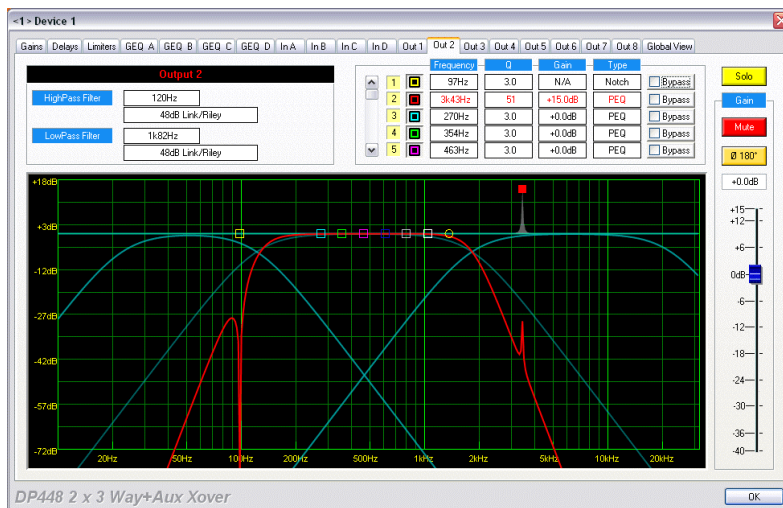 <1> Device 1
Gains Delays Limiters GEQ A GEQ B GEQ C GEQ D In A In B In C In D Out 1 Out 2 Out 3 Out 4 Out 5 Out 6 Out 7 Out 8 Global View
Output 2
HighPass Filter 120Hz
48dB Link/Riley
LowPass Filter 1k82Hz
48dB Link/Riley
Frequency Q Gain Type
1 97Hz 3.0 N/A Notch Bypass
2 3k43Hz 51 +15.0dB PEQ Bypass
3 270Hz 3.0 +0.0dB PEQ Bypass
4 354Hz 3.0 +0.0dB PEQ Bypass
5 463Hz 3.0 +0.0dB PEQ Bypass
Solo
Gain
Mute
Ø 180°
+0.0dB
+15
+12
+6
0dB
-6
-12
-18
-24
-30
-36
-40
+18dB
+3dB
-12dB
-27dB
-42dB
-57dB
-72dB
20Hz 50Hz 100Hz 200Hz 500Hz 1kHz 2kHz 5kHz 10kHz 20kHz
DP448 2 x 3 Way+Aux Xover
OK